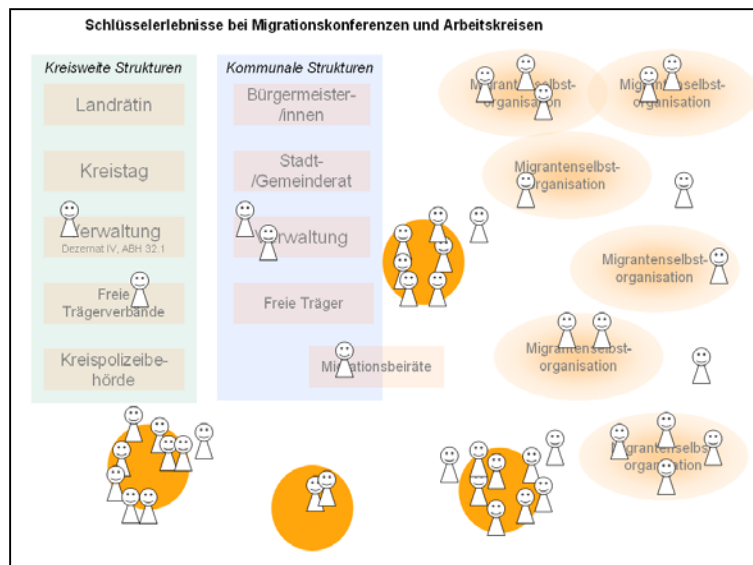 Schlüsselerlebnisse bei Migrationskonferenzen und Arbeitskreisen
Kreisweite Strukturen
Landrätin
Kreistag
Verwaltung
Dezernat IV, ABH 32.1
Freie
Trägerverbände
Kreispolizeibe-
hörde
Kommunale Strukturen
Bürgermeister-
/innen
Stadt-
/Gemeinderat
Verwaltung
Freie Träger
Migrationsbeiräte
Migrantenselbst-
organisation
Migrantenselbst-
organisation
Migrantenselbst-
organisation
Migrantenselbst-
organisation
Migrantenselbst-
organisation
Migrantenselbst-
organisation